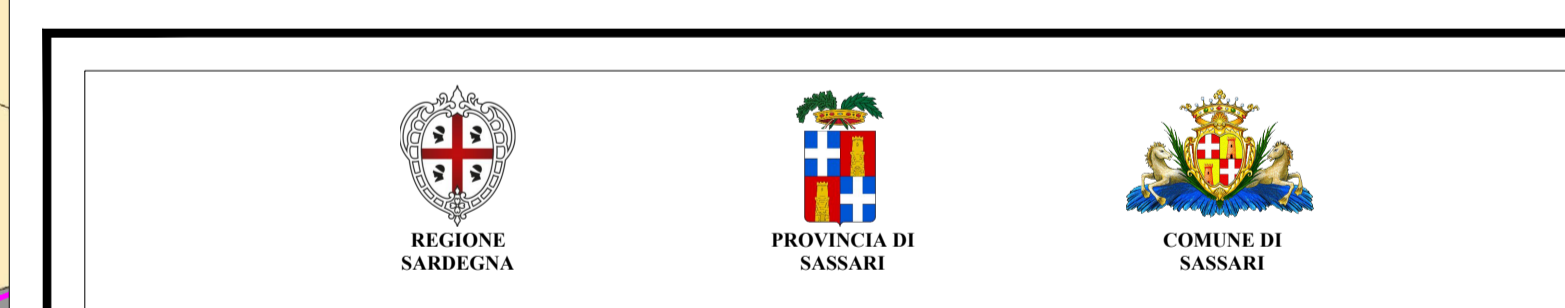 REGIONE
SARDEGNA
PROVINCIA DI
SASSARI
COMUNE DI
SASSARI